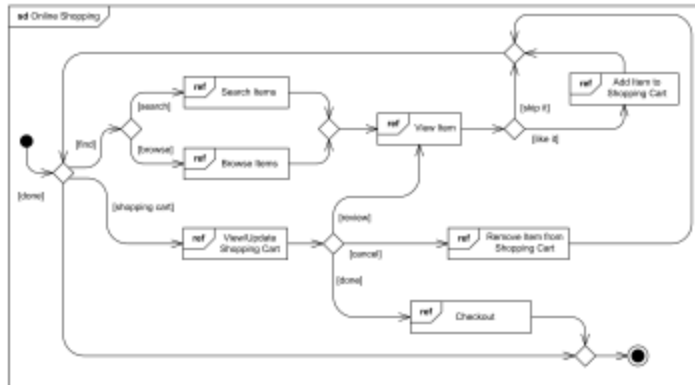 sd Online Shopping
ref
Search Items
ref
Add Item to
Shopping Cart
[search]
[skip it]
[find]
ref
View Item
[like it]
[browse]
ref
Browse Items
[done]
[shopping cart]
[review]
ref
View/Update
Shopping Cart
[cancel]
ref
Remove Item from
Shopping Cart
[done]
ref
Checkout